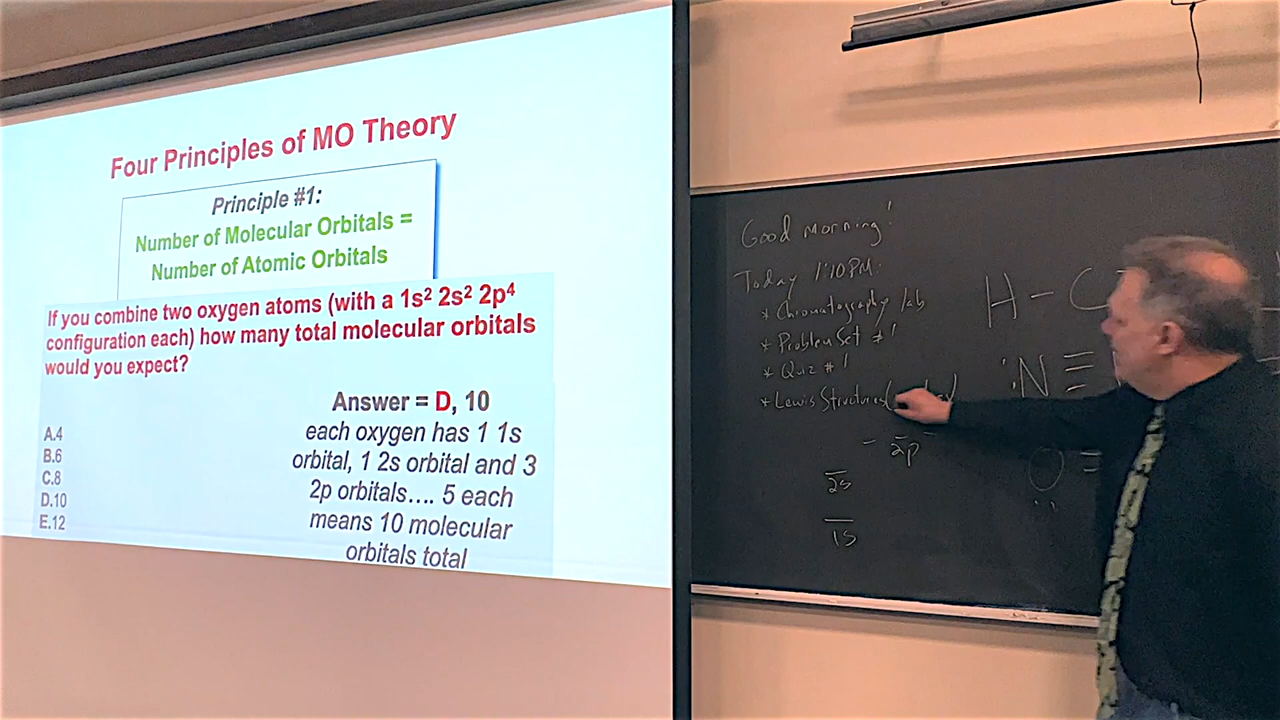 Four Principles of MO Theory
Principle #1:
Number of Molecular Orbitals =
Number of Atomic Orbitals
If you combine two oxygen atoms (with a 1s² 2s² 2p⁴
configuration each) how many total molecular orbitals
would you expect?
Answer = D, 10
each oxygen has 1 1s
orbital, 1 2s orbital and 3
2p orbitals.... 5 each
means 10 molecular
orbitals total
A.4
B.6
C.8
D.10
E.12
Good morning!
Today 1:10 PM:
* Chromatography lab
* Problem Set #1
* Quiz #1
* Lewis Structures (
2p
2s
1s
H - C
:N ≡
O =